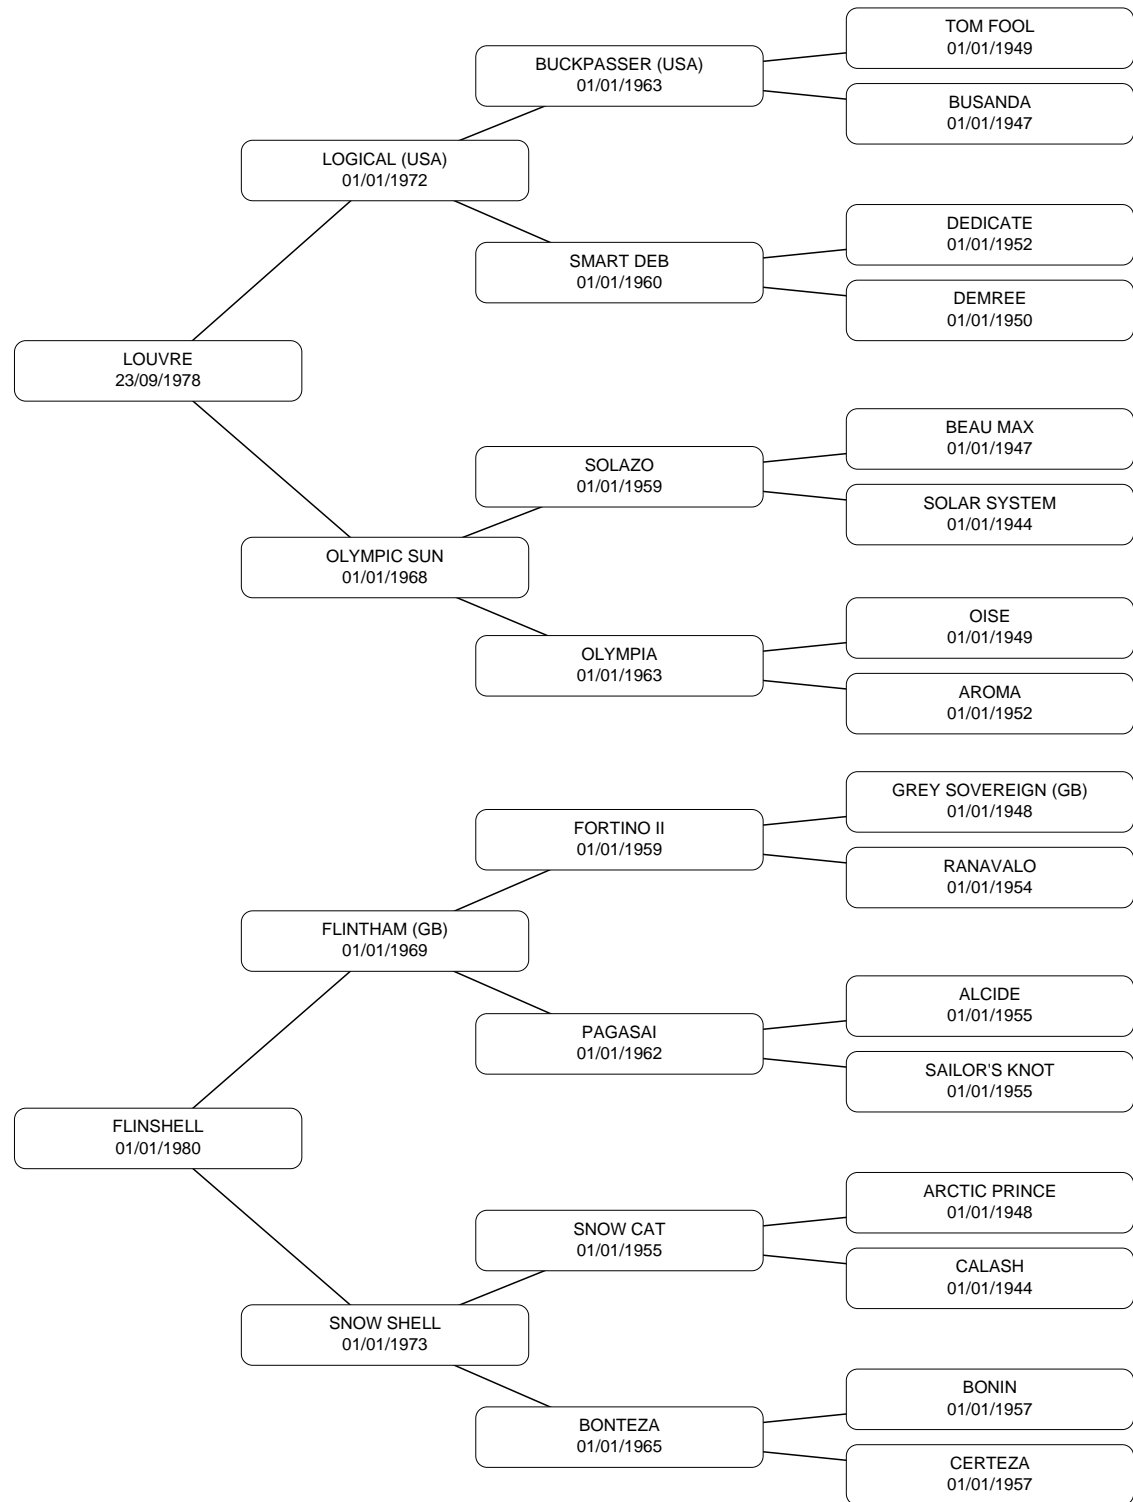 TOM FOOL
01/01/1949
BUCKPASSER (USA)
01/01/1963
BUSANDA
01/01/1947
LOGICAL (USA)
01/01/1972
DEDICATE
01/01/1952
SMART DEB
01/01/1960
DEMREE
01/01/1950
LOUVRE
23/09/1978
BEAU MAX
01/01/1947
SOLAZO
01/01/1959
SOLAR SYSTEM
01/01/1944
OLYMPIC SUN
01/01/1968
OISE
01/01/1949
OLYMPIA
01/01/1963
AROMA
01/01/1952
GREY SOVEREIGN (GB)
01/01/1948
FORTINO II
01/01/1959
RANAVALO
01/01/1954
FLINTHAM (GB)
01/01/1969
ALCIDE
01/01/1955
PAGASAI
01/01/1962
SAILOR'S KNOT
01/01/1955
FLINSHELL
01/01/1980
ARCTIC PRINCE
01/01/1948
SNOW CAT
01/01/1955
CALASH
01/01/1944
SNOW SHELL
01/01/1973
BONIN
01/01/1957
BONTEZA
01/01/1965
CERTEZA
01/01/1957